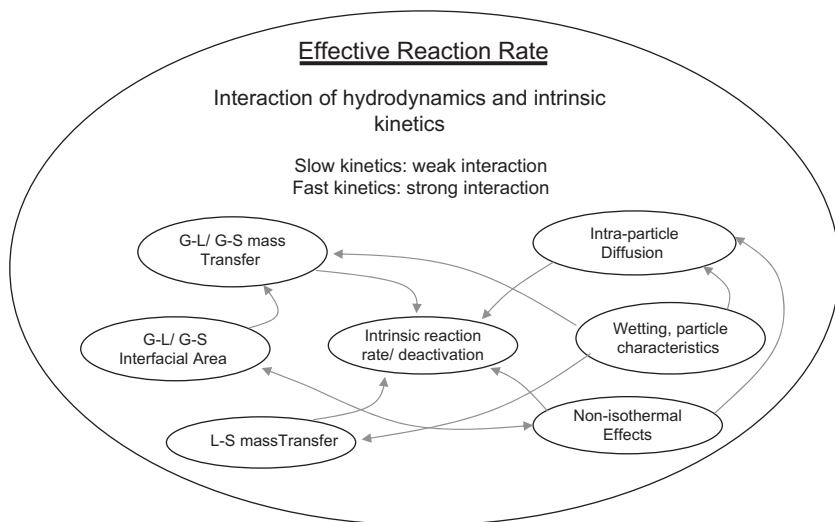 Effective Reaction Rate
Interaction of hydrodynamics and intrinsic
kinetics
Slow kinetics: weak interaction
Fast kinetics: strong interaction
G-L/ G-S mass
Transfer
Intra-particle
Diffusion
G-L/ G-S
Interfacial Area
Intrinsic reaction
rate/ deactivation
Wetting, particle
characteristics
L-S massTransfer
Non-isothermal
Effects